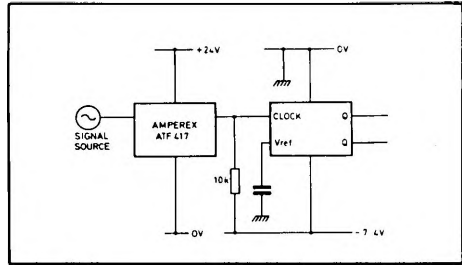 +24V
0V
AMPEREX
ATF 417
SIGNAL
SOURCE
CLOCK
Q
Vref
Q
10k
0V
-7.4V